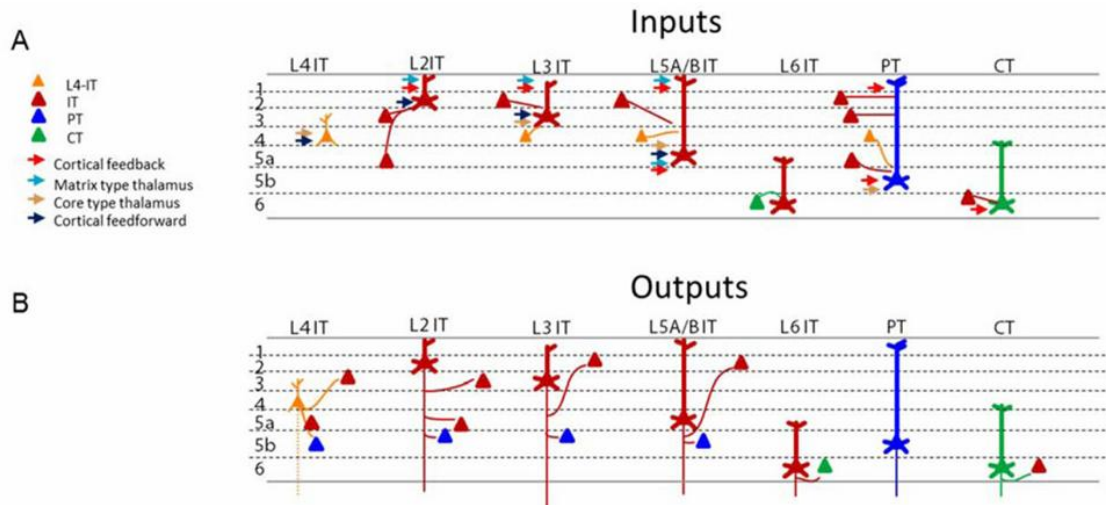 Inputs
A
L4 IT L2IT L3 IT L5A/B IT L6 IT PT CT
L4-IT
IT
PT
CT
Cortical feedback
Matrix type thalamus
Core type thalamus
Cortical feedforward
1
2
3
4
5a
5b
6
Outputs
B
L4 IT L2 IT L3 IT L5A/B IT L6 IT PT CT
1
2
3
4
5a
5b
6